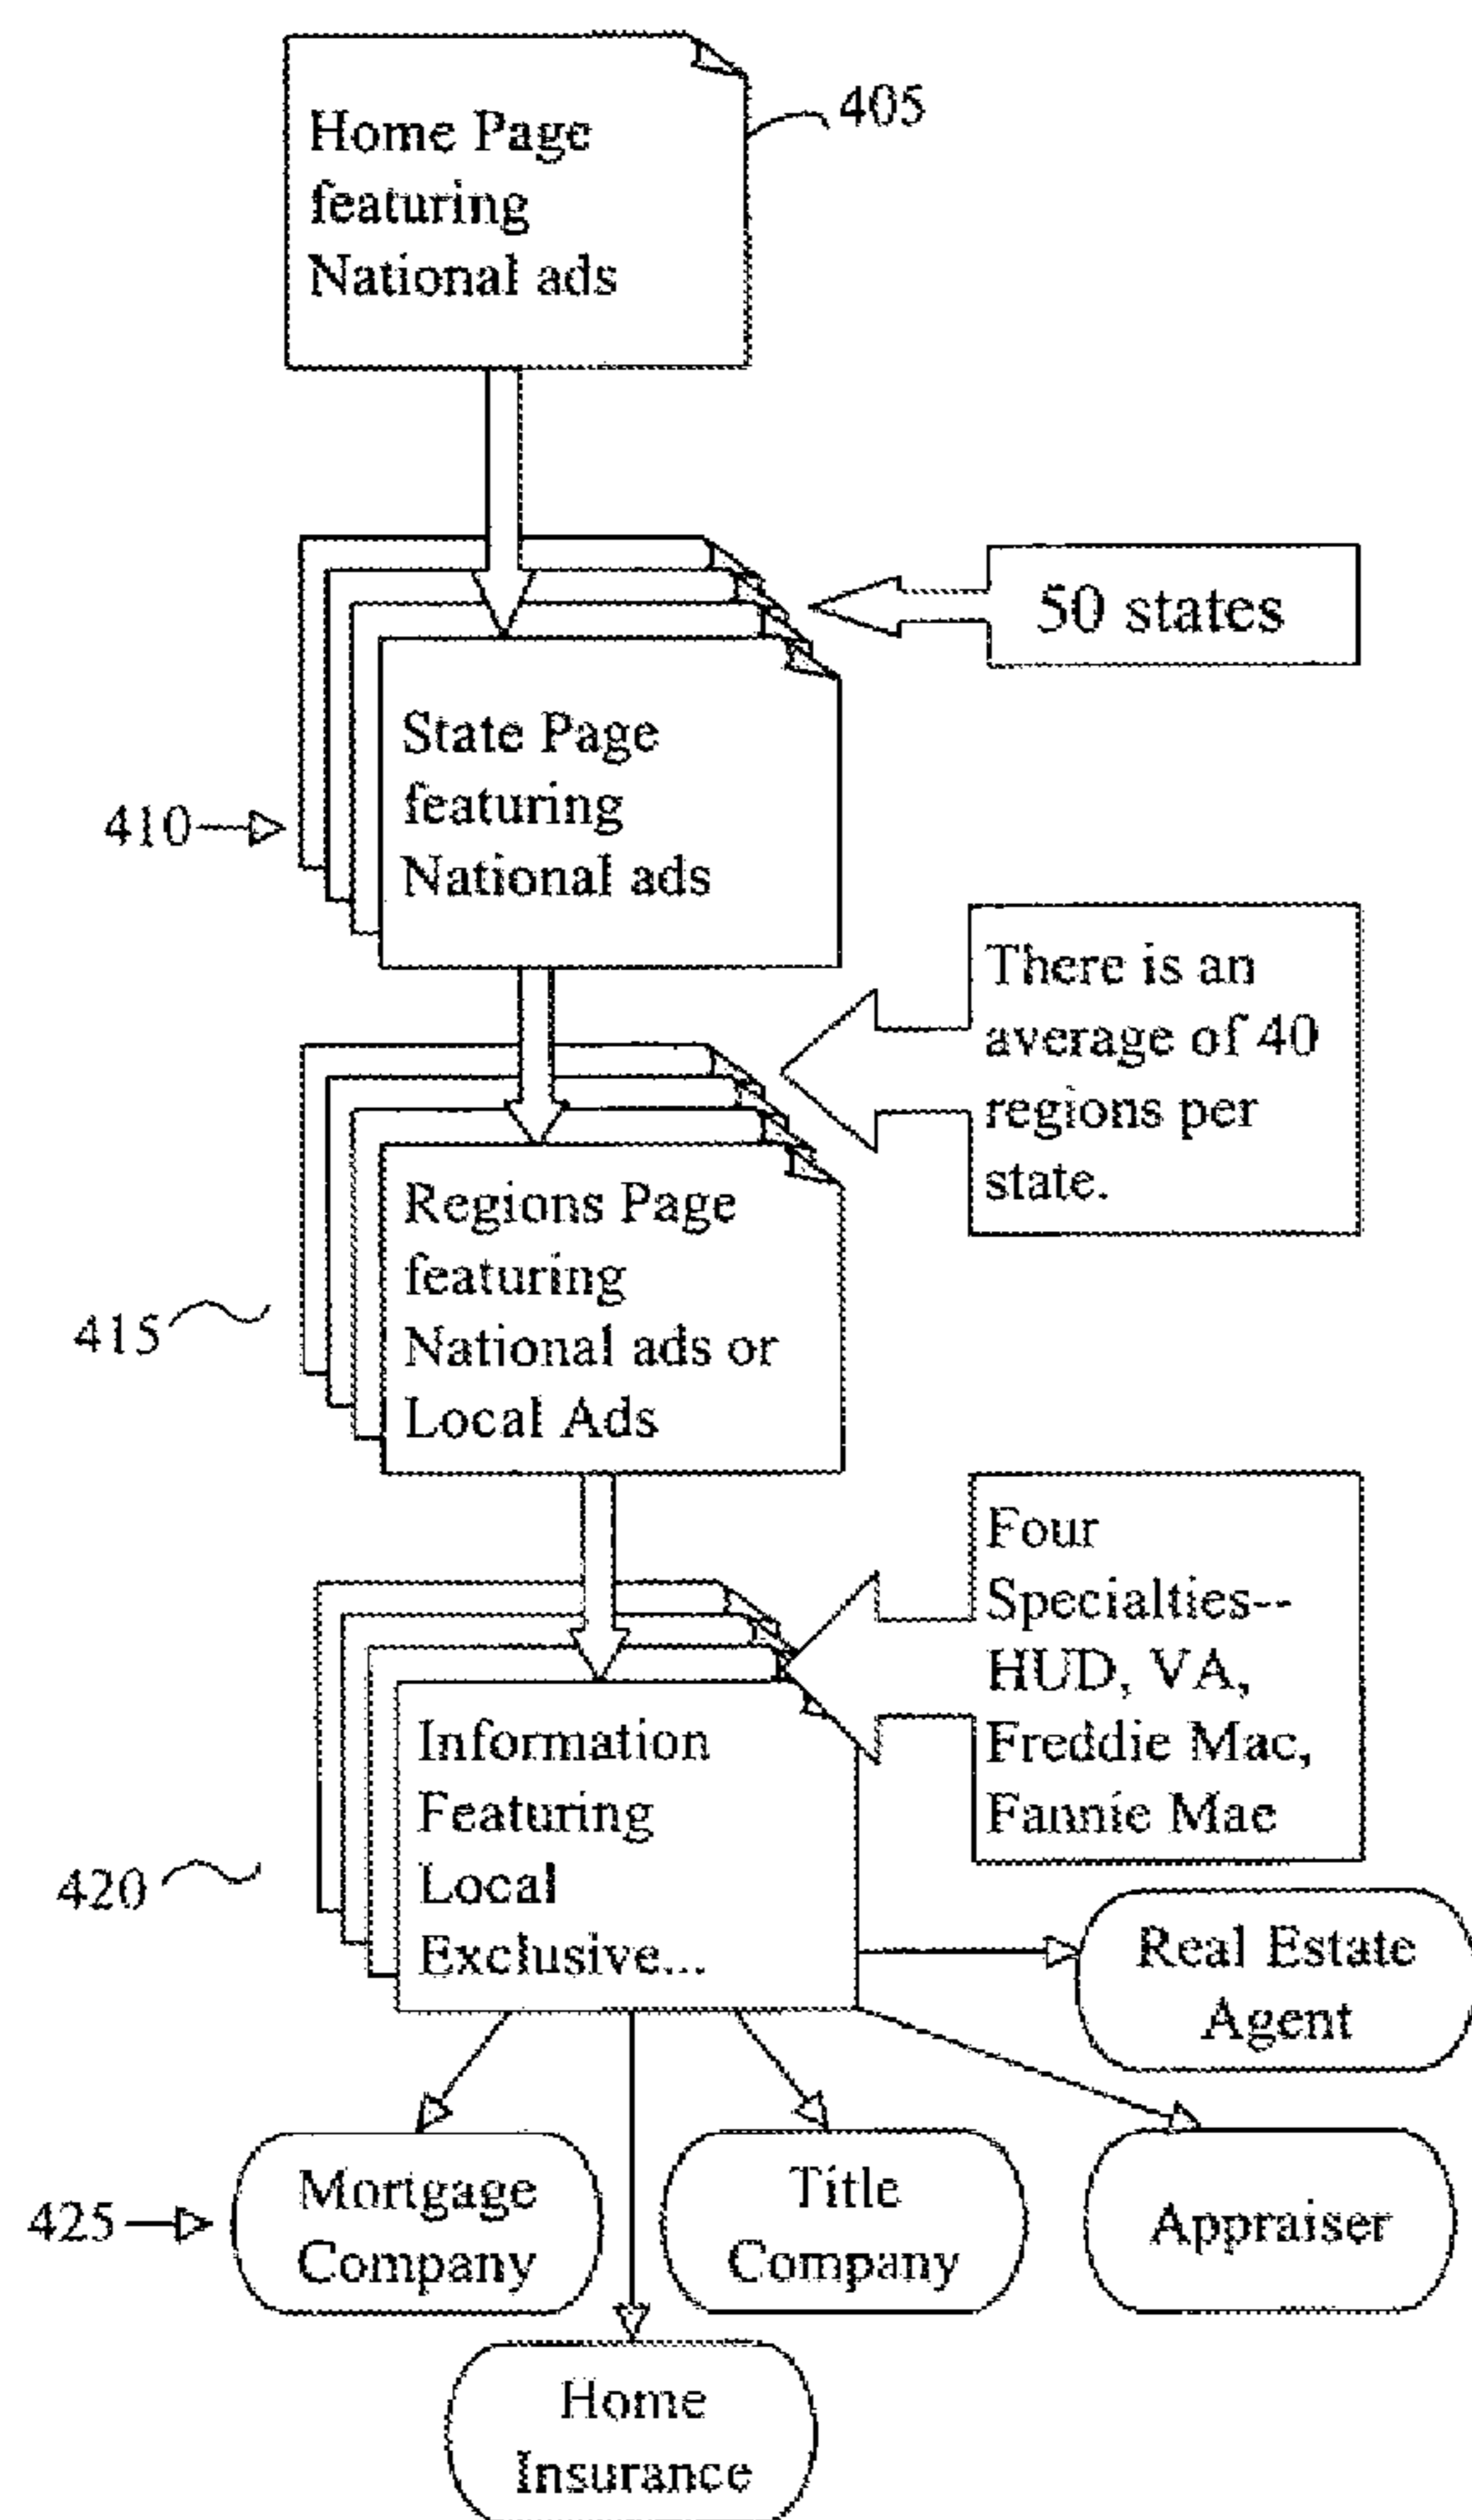 Home Page
featuring
National ads
405
50 states
State Page
featuring
National ads
410
There is an
average of 40
regions per
state.
Regions Page
featuring
National ads or
Local Ads
415
Four
Specialties--
HUD, VA,
Freddie Mac,
Fannie Mae
Information
Featuring
Local
Exclusive...
420
Real Estate
Agent
425
Mortgage
Company
Title
Company
Appraiser
Home
Insurance